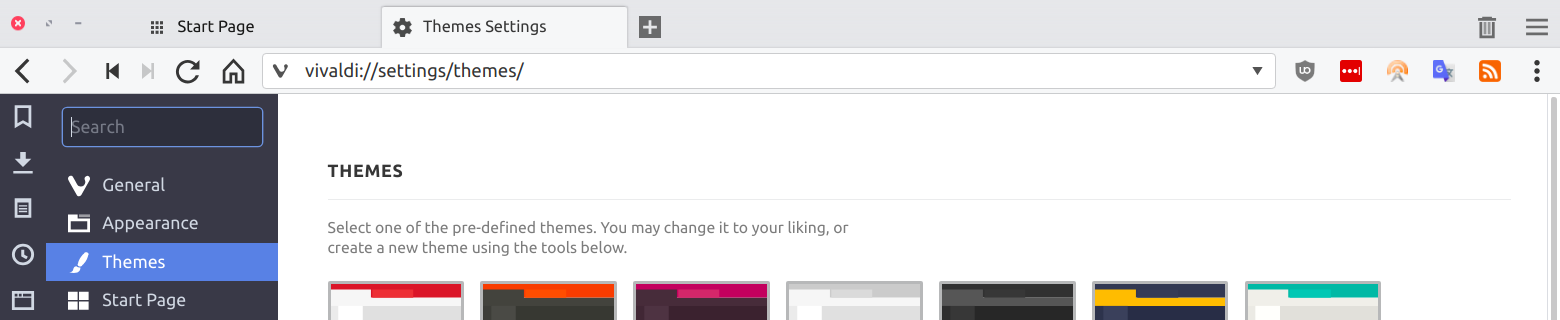 Start Page
Themes Settings
vivaldi://settings/themes/
Search
General
Appearance
Themes
Start Page
THEMES
Select one of the pre-defined themes. You may change it to your liking, or
create a new theme using the tools below.